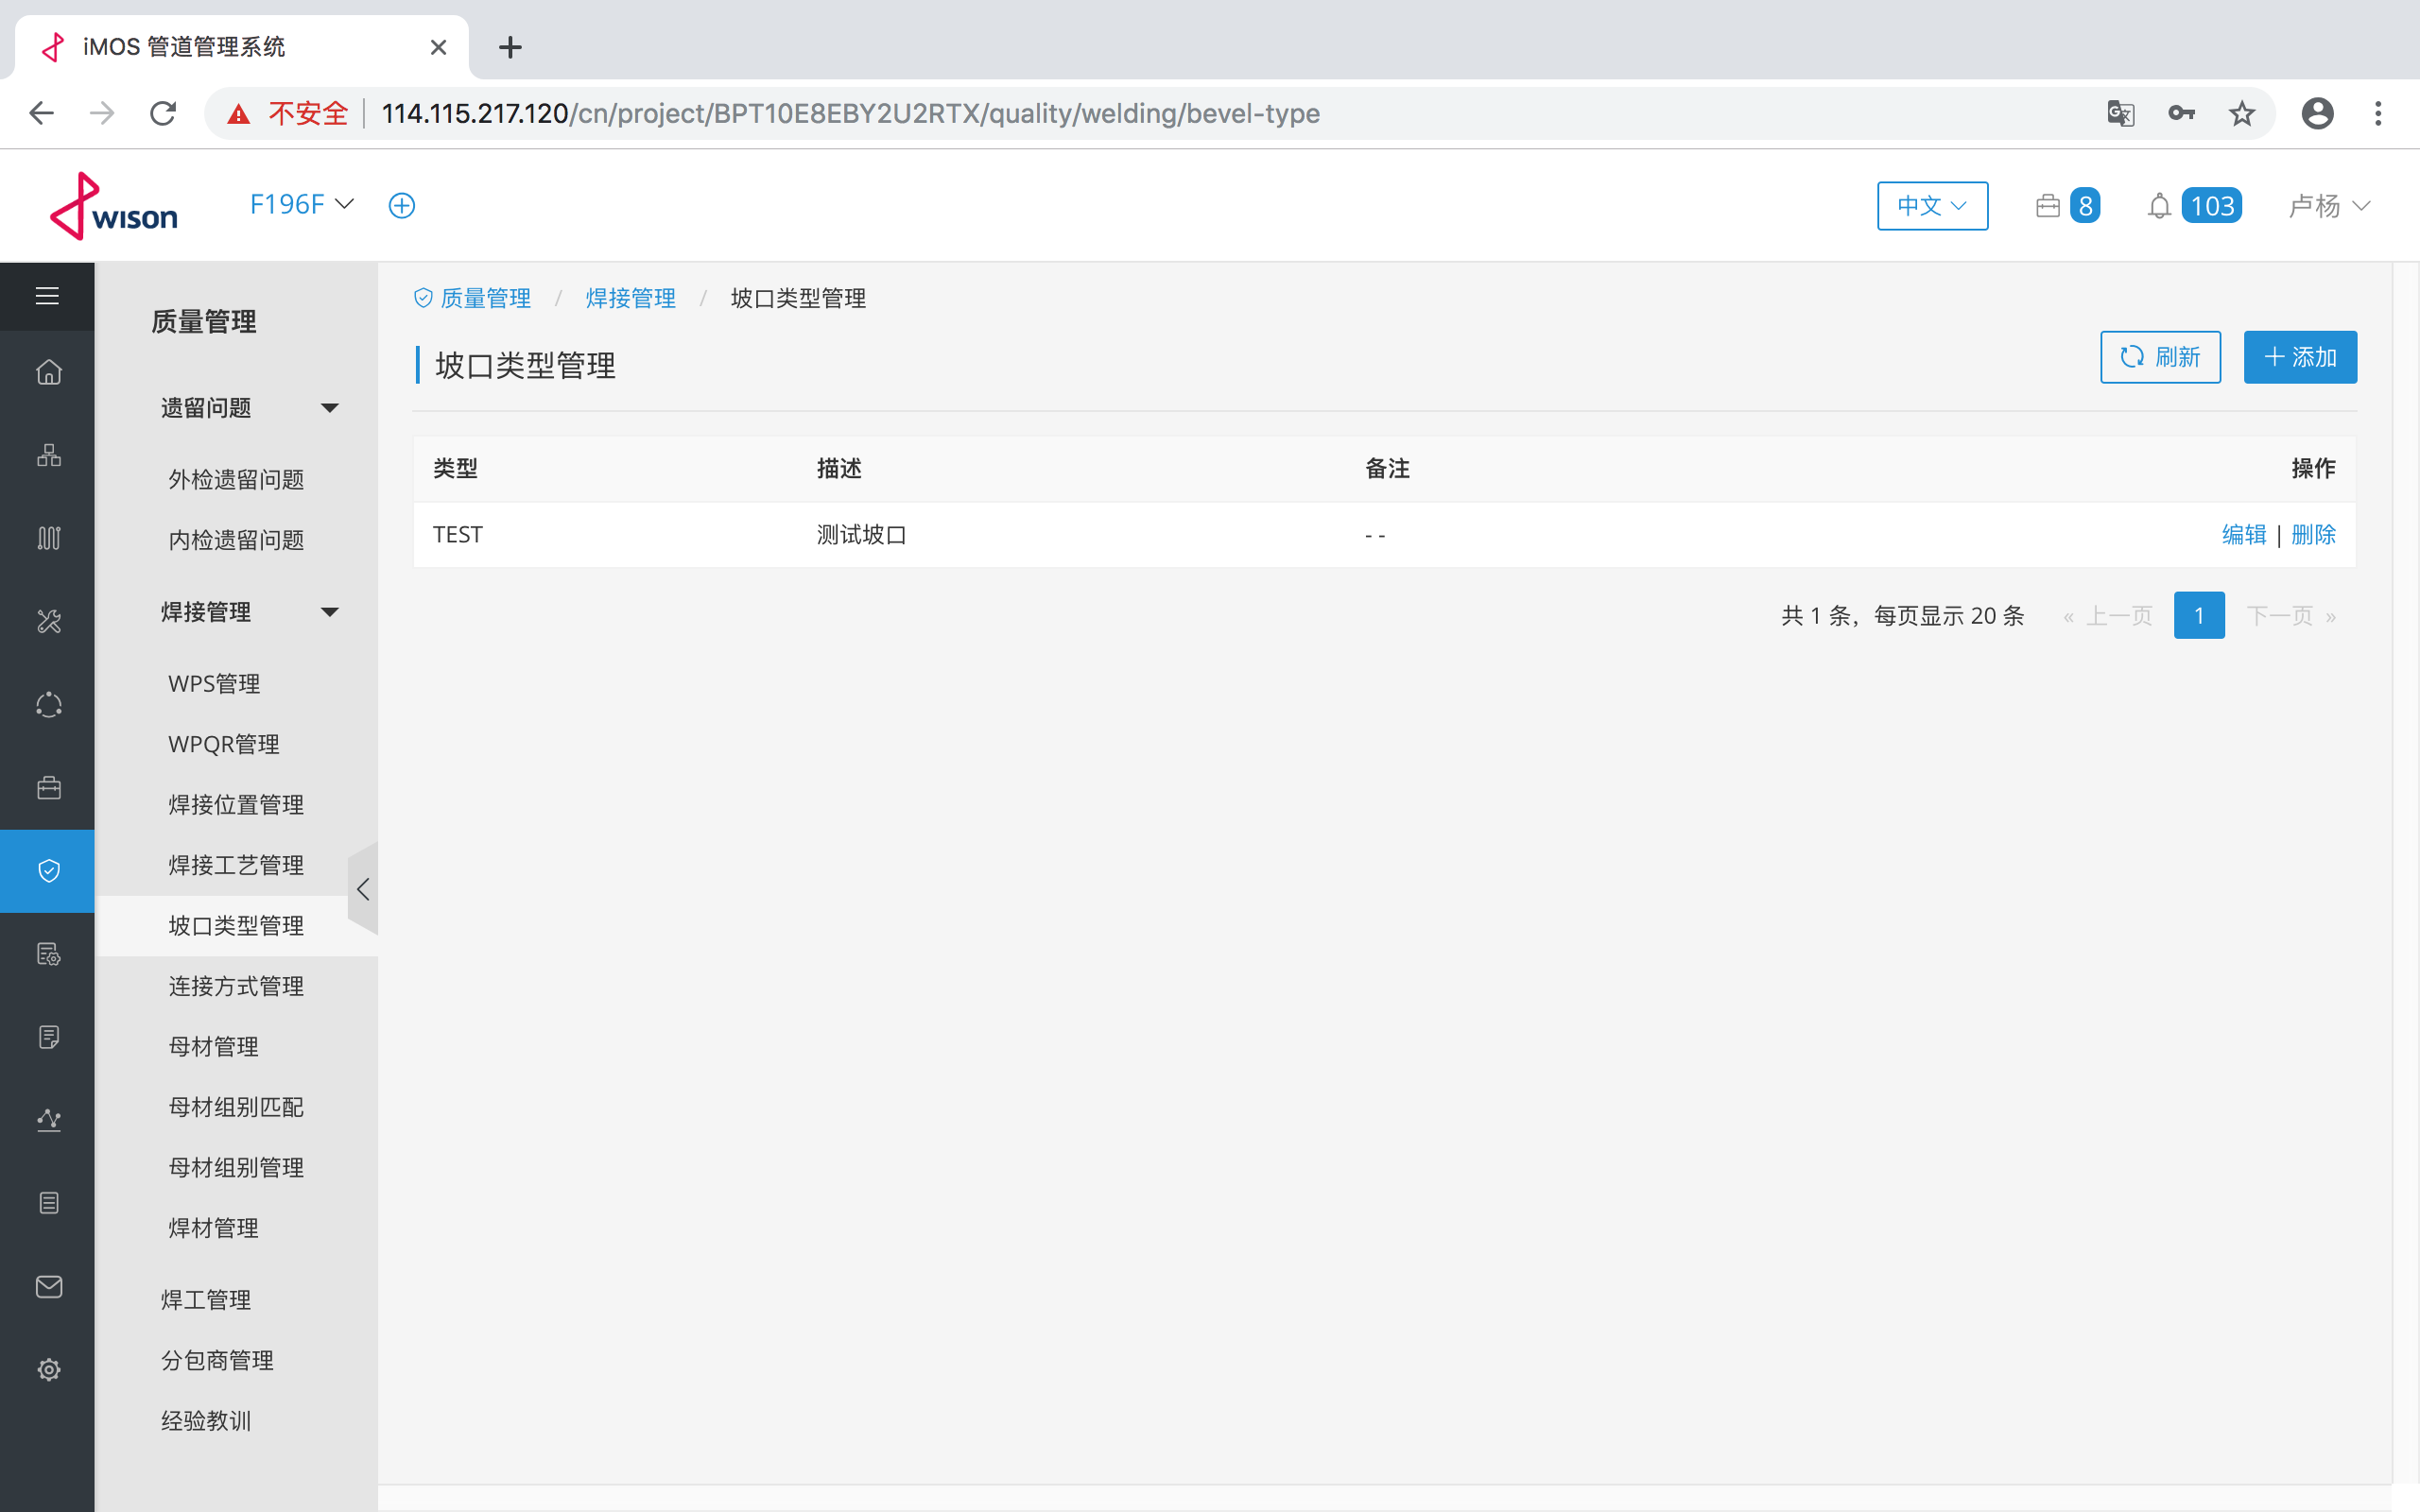 iMOS 管道管理系统
不安全 114.115.217.120/cn/project/BPT10E8EBY2U2RTX/quality/welding/bevel-type
wison
F196F
中文
8
103
卢杨
质量管理
遗留问题
外检遗留问题
内检遗留问题
焊接管理
WPS管理
WPQR管理
焊接位置管理
焊接工艺管理
坡口类型管理
连接方式管理
母材管理
母材组别匹配
母材组别管理
焊材管理
焊工管理
分包商管理
经验教训
质量管理 / 焊接管理 / 坡口类型管理
坡口类型管理
刷新
添加
类型 描述 备注 操作
TEST 测试坡口 - - 编辑 | 删除
共 1 条，每页显示 20 条 « 上一页 1 下一页 »